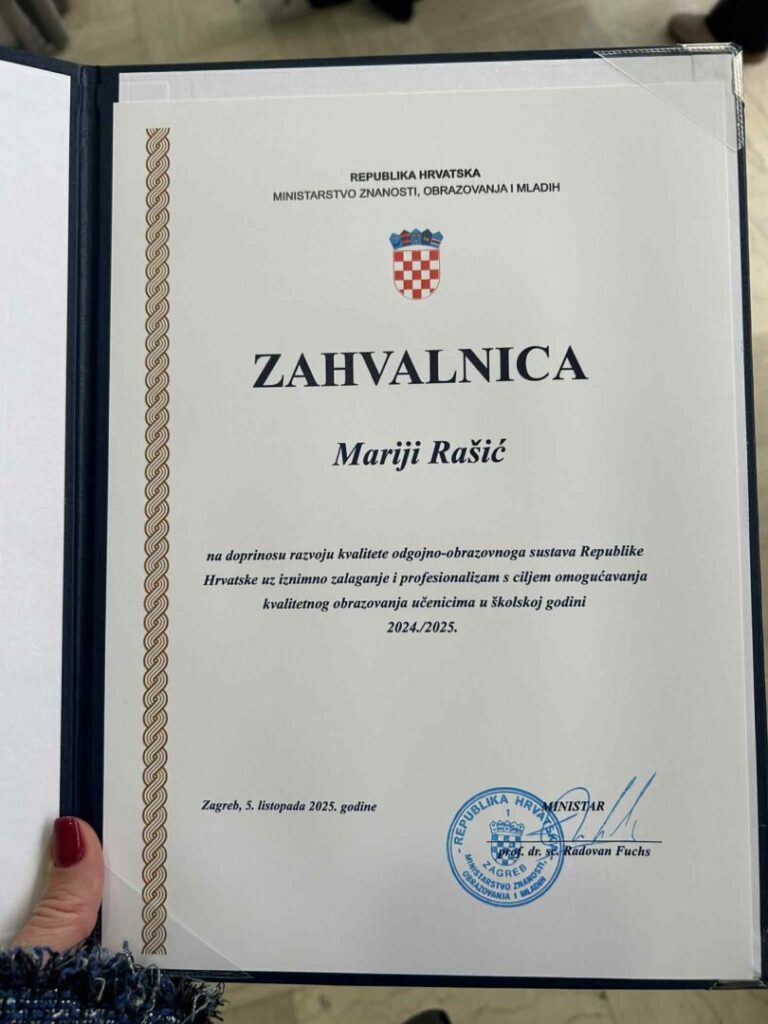 REPUBLIKA HRVATSKA
MINISTARSTVO ZNANOSTI, OBRAZOVANJA I MLADIH
ZAHVALNICA
Mariji Rašić
na doprinosu razvoju kvalitete odgojno-obrazovnoga sustava Republike
Hrvatske uz iznimno zalaganje i profesionalizam s ciljem omogućavanja
kvalitetnog obrazovanja učenicima u školskoj godini
2024./2025.
Zagreb, 5. listopada 2025. godine
MINISTAR
prof. dr. sc. Radovan Fuchs
REPUBLIKA HRVATSKA
1
ZAGREB
MINISTARSTVO ZNANOSTI,
OBRAZOVANJA I MLADIH